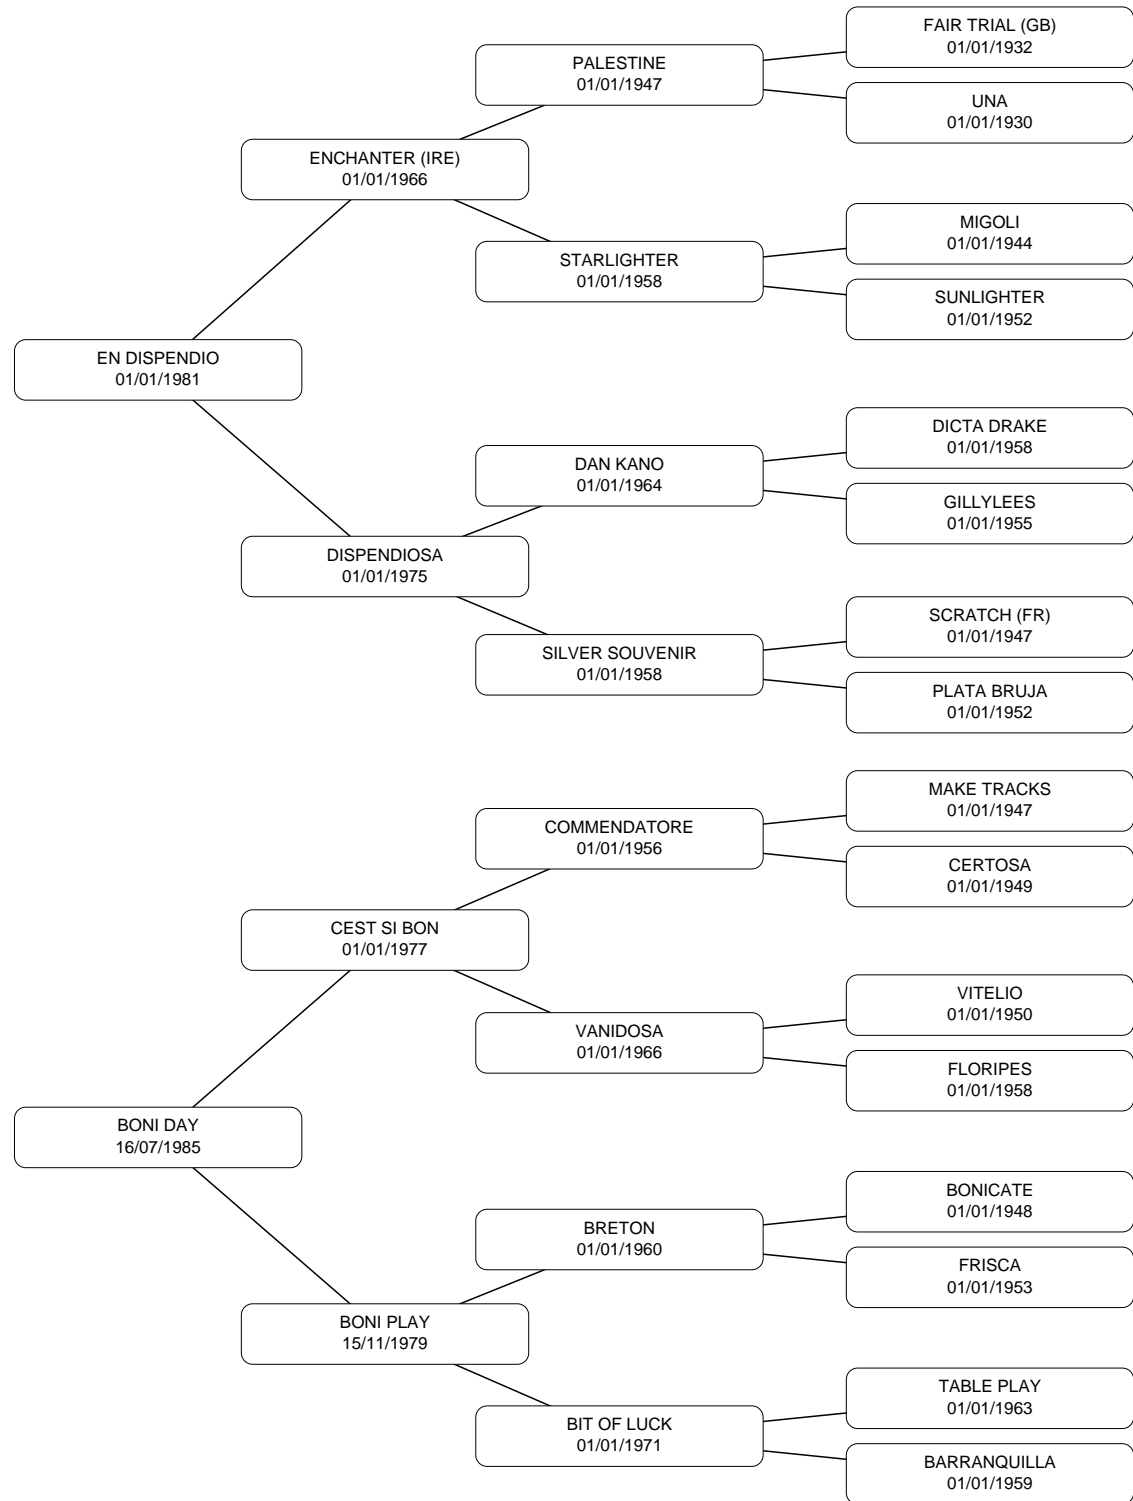 FAIR TRIAL (GB)
01/01/1932
PALESTINE
01/01/1947
UNA
01/01/1930
ENCHANTER (IRE)
01/01/1966
MIGOLI
01/01/1944
STARLIGHTER
01/01/1958
SUNLIGHTER
01/01/1952
EN DISPENDIO
01/01/1981
DICTA DRAKE
01/01/1958
DAN KANO
01/01/1964
GILLYLEES
01/01/1955
DISPENDIOSA
01/01/1975
SCRATCH (FR)
01/01/1947
SILVER SOUVENIR
01/01/1958
PLATA BRUJA
01/01/1952
MAKE TRACKS
01/01/1947
COMMENDATORE
01/01/1956
CERTOSA
01/01/1949
CEST SI BON
01/01/1977
VITELIO
01/01/1950
VANIDOSA
01/01/1966
FLORIPES
01/01/1958
BONI DAY
16/07/1985
BONICATE
01/01/1948
BRETON
01/01/1960
FRISCA
01/01/1953
BONI PLAY
15/11/1979
TABLE PLAY
01/01/1963
BIT OF LUCK
01/01/1971
BARRANQUILLA
01/01/1959